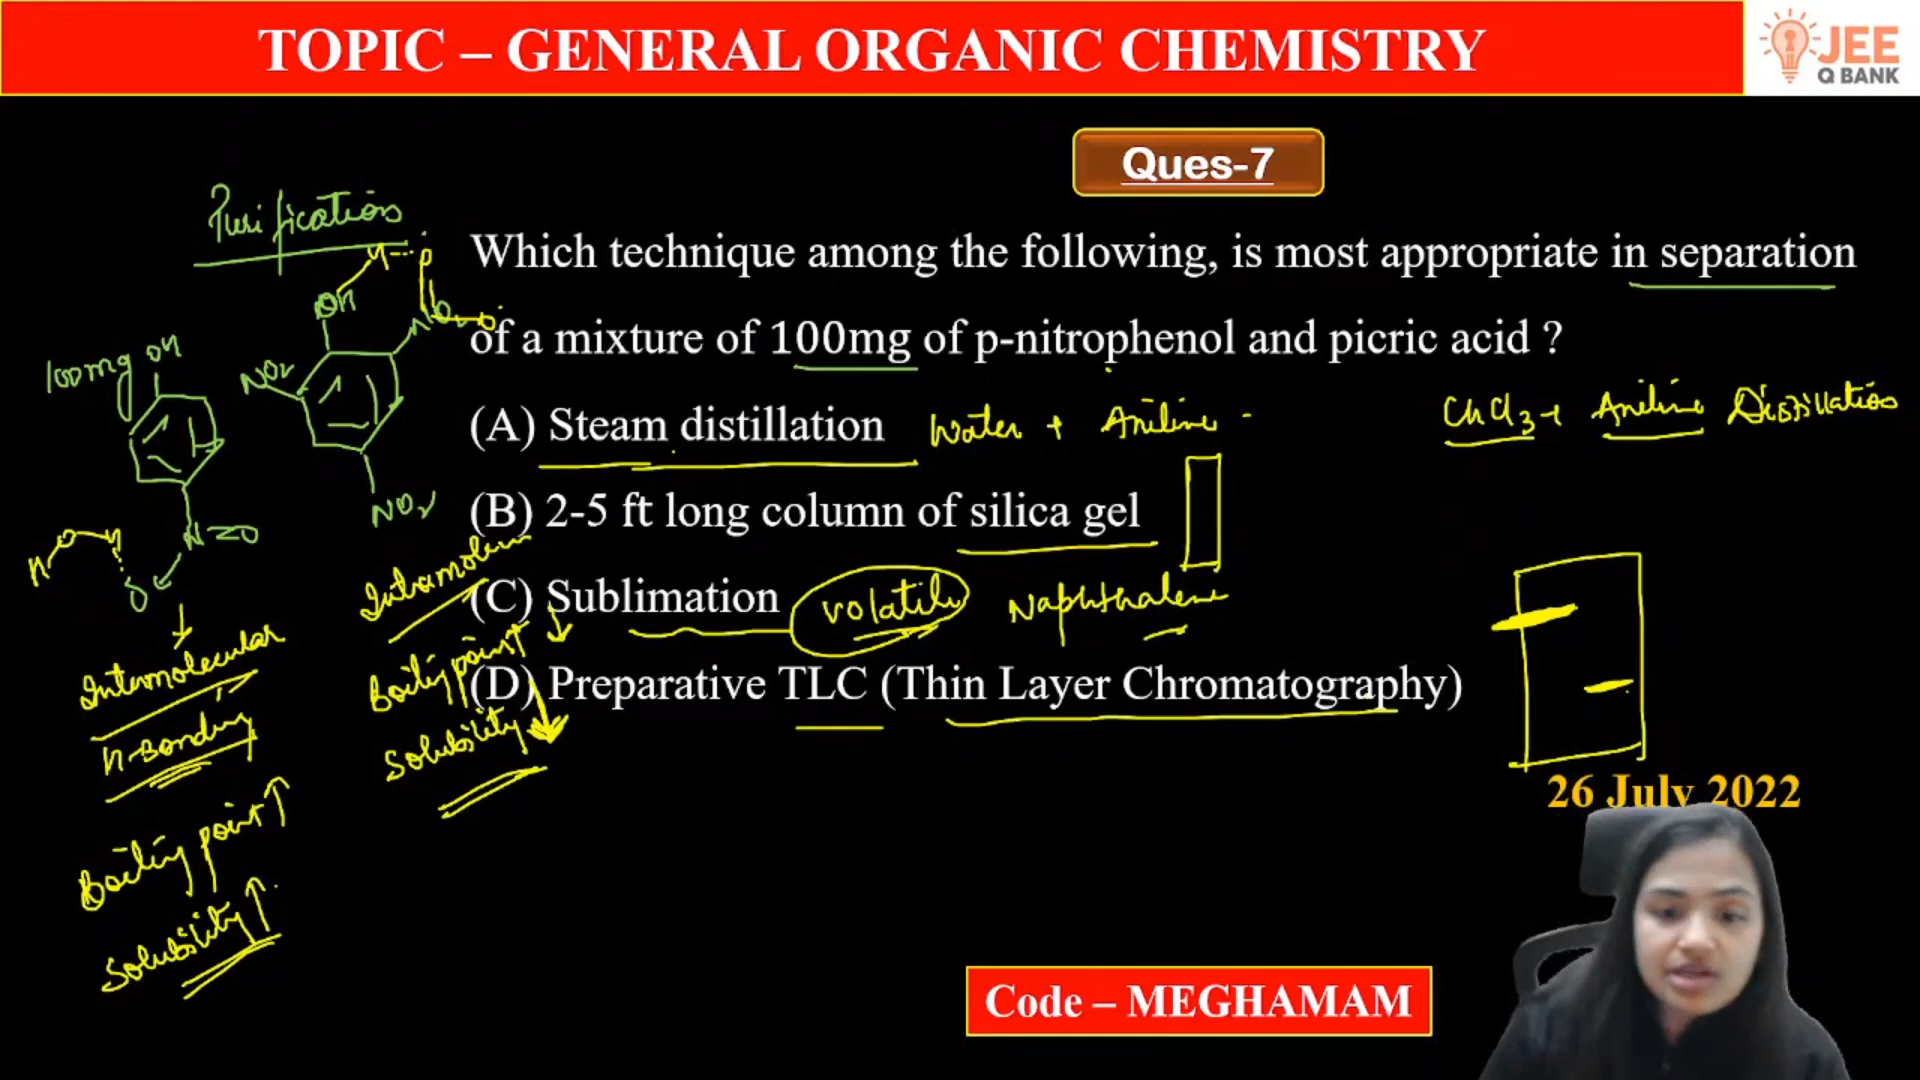 TOPIC – GENERAL ORGANIC CHEMISTRY
JEE
Q BANK
Ques-7
Purification
Which technique among the following, is most appropriate in separation
of a mixture of 100mg of p-nitrophenol and picric acid ?
(A) Steam distillation Water + Aniline
CHCl3 + Aniline Distillation
(B) 2-5 ft long column of silica gel
(C) Sublimation volatile Naphthalene
(D) Preparative TLC (Thin Layer Chromatography)
100mg OH
OH
NO2
NO2
N=O
Intermolecular
H-Bonding
Boiling point↑
Solubility↑
Boiling point
Solubility
26 July 2022
Code – MEGHAMAM